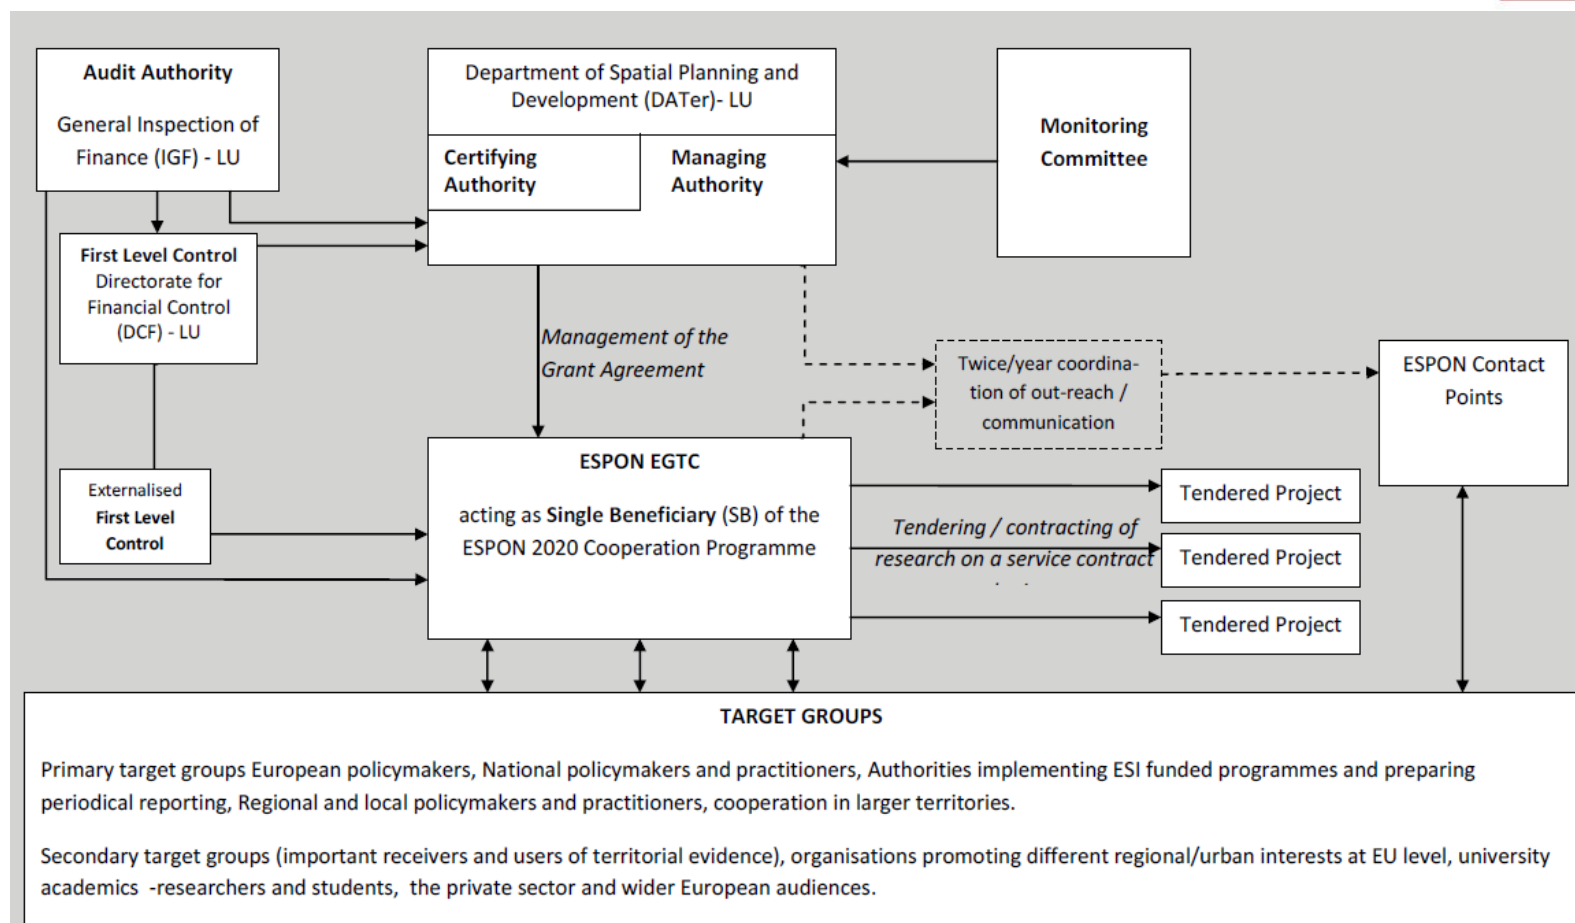 Audit Authority
General Inspection of
Finance (IGF) - LU
Department of Spatial Planning and
Development (DATer)- LU
Certifying
Authority
Managing
Authority
Monitoring
Committee
First Level Control
Directorate for
Financial Control
(DCF) - LU
Management of the
Grant Agreement
Twice/year coordina-
tion of out-reach /
communication
ESPON Contact
Points
Externalised
First Level
Control
ESPON EGTC
acting as Single Beneficiary (SB) of the
ESPON 2020 Cooperation Programme
Tendering / contracting of
research on a service contract
Tendered Project
Tendered Project
Tendered Project
TARGET GROUPS
Primary target groups European policymakers, National policymakers and practitioners, Authorities implementing ESI funded programmes and preparing
periodical reporting, Regional and local policymakers and practitioners, cooperation in larger territories.
Secondary target groups (important receivers and users of territorial evidence), organisations promoting different regional/urban interests at EU level, university
academics -researchers and students, the private sector and wider European audiences.